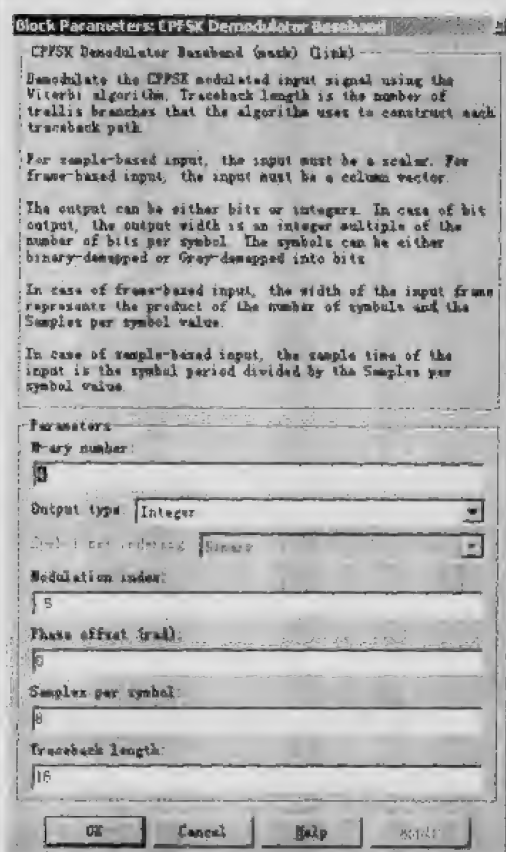 Block Parameters: CPFSK Demodulator Baseband
CPFSK Demodulator Baseband (mask) (link)
Demodulate the CPFSK modulated input signal using the
Viterbi algorithm. Traceback length is the number of
trellis branches that the algorithm uses to construct each
traceback path.
For sample-based input, the input must be a scalar. For
frame-based input, the input must be a column vector.
The output can be either bits or integers. In case of bit
output, the output width is an integer multiple of the
number of bits per symbol. The symbols can be either
binary-demapped or Gray-demapped into bits.
In case of frame-based input, the width of the input frame
represents the product of the number of symbols and the
Samples per symbol value.
In case of sample-based input, the sample time of the
input is the symbol period divided by the Samples per
symbol value.
Parameters
M-ary number:
Output type: Integer
Symbol set ordering: Binary
Modulation index:
.5
Phase offset (rad):
0
Samples per symbol:
8
Traceback length:
16
OK Cancel Help Apply